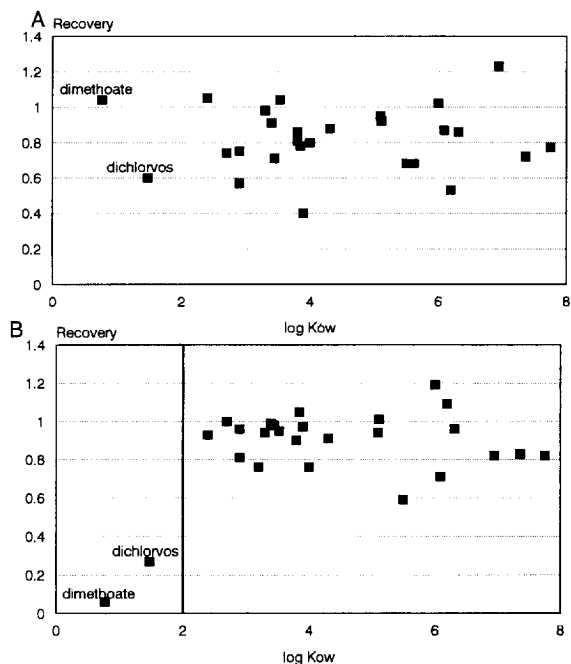 A Recovery
1.4
1.2
dimethoate
1
0.8
dichlorvos
0.6
0.4
0.2
0
0 2 4 6 8
log Kow
B Recovery
1.4
1.2
1
0.8
0.6
0.4
dichlorvos
0.2
dimethoate
0
0 2 4 6 8
log Kow